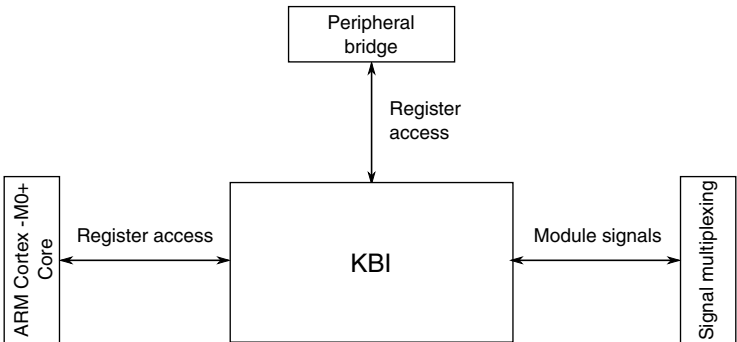 Peripheral
bridge
Register
access
ARM Cortex -M0+
Core
Register access
KBI
Module signals
Signal multiplexing